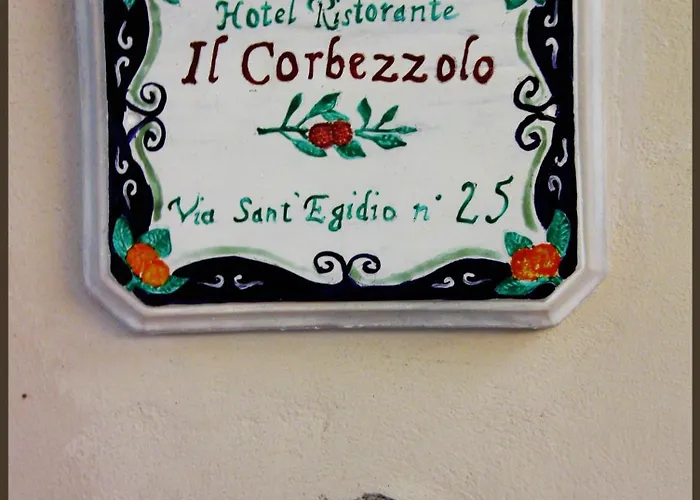 Hotel Ristorante
Il Corbezzolo
Via Sant'Egidio n° 25